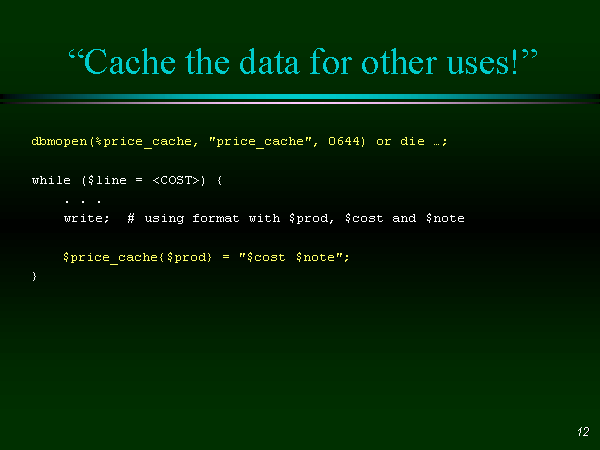 “Cache the data for other uses!”
dbmopen(%price_cache, "price_cache", 0644) or die …;
while ($line = <COST>) {
. . .
write;  # using format with $prod, $cost and $note
$price_cache{$prod} = "$cost $note";
}
12